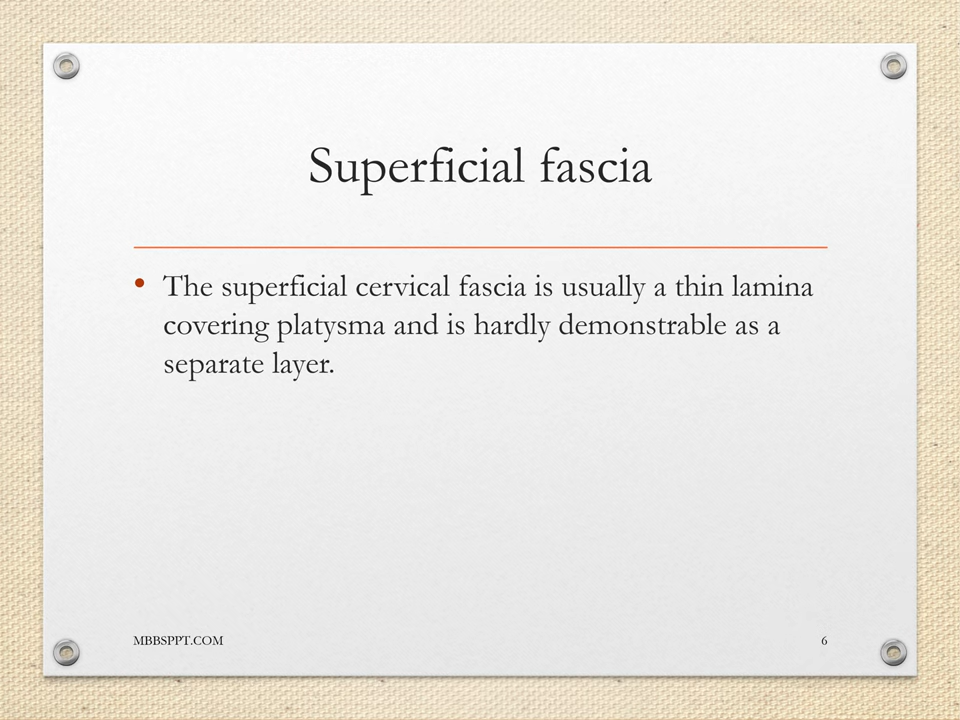 Superficial fascia
• The superficial cervical fascia is usually a thin lamina
covering platysma and is hardly demonstrable as a
separate layer.
MBBSPPT.COM
6